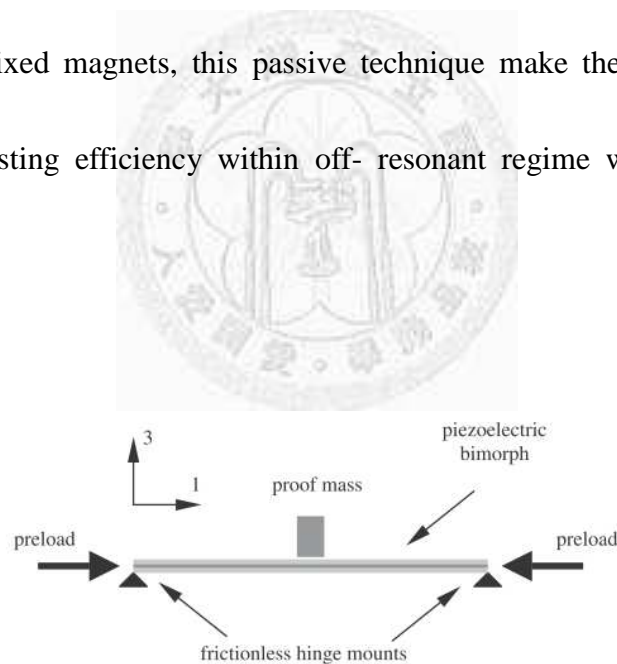 ixed magnets, this passive technique make the
sting efficiency within off- resonant regime w
3
1
piezoelectric
bimorph
proof mass
preload
preload
frictionless hinge mounts